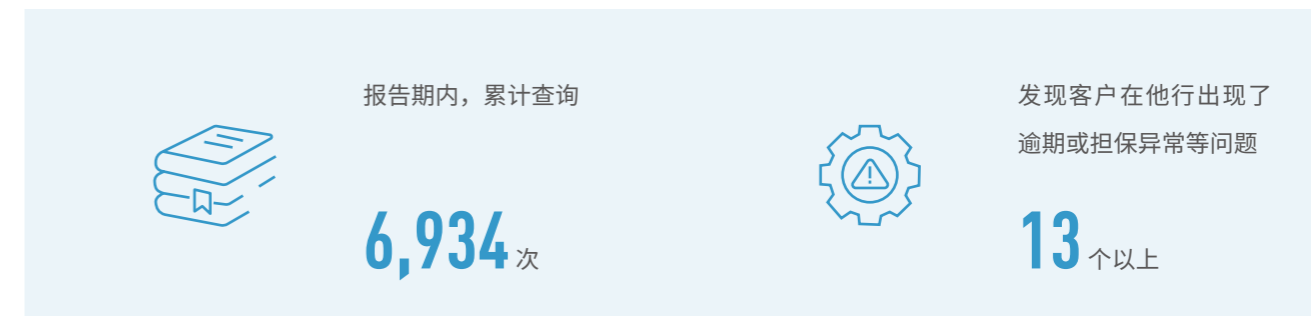 报告期内，累计查询
6,934 次
发现客户在他行出现了
逾期或担保异常等问题
13 个以上